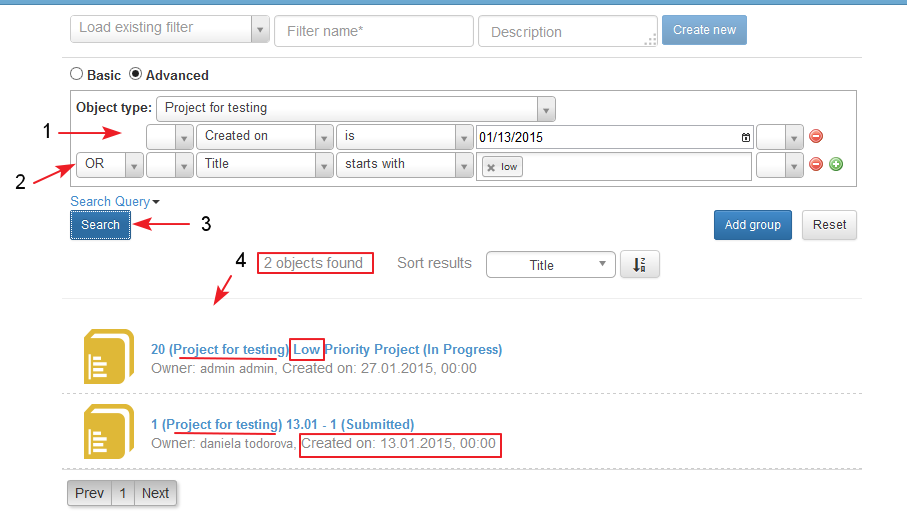 Load existing filter Filter name* Description Create new
Basic Advanced
Object type: Project for testing
1 Created on is 01/13/2015
2 OR Title starts with low
Search Query
Search 3 Add group Reset
4 2 objects found Sort results Title
20 (Project for testing) Low Priority Project (In Progress)
Owner: admin admin, Created on: 27.01.2015, 00:00
1 (Project for testing) 13.01 - 1 (Submitted)
Owner: daniela todorova, Created on: 13.01.2015, 00:00
Prev 1 Next